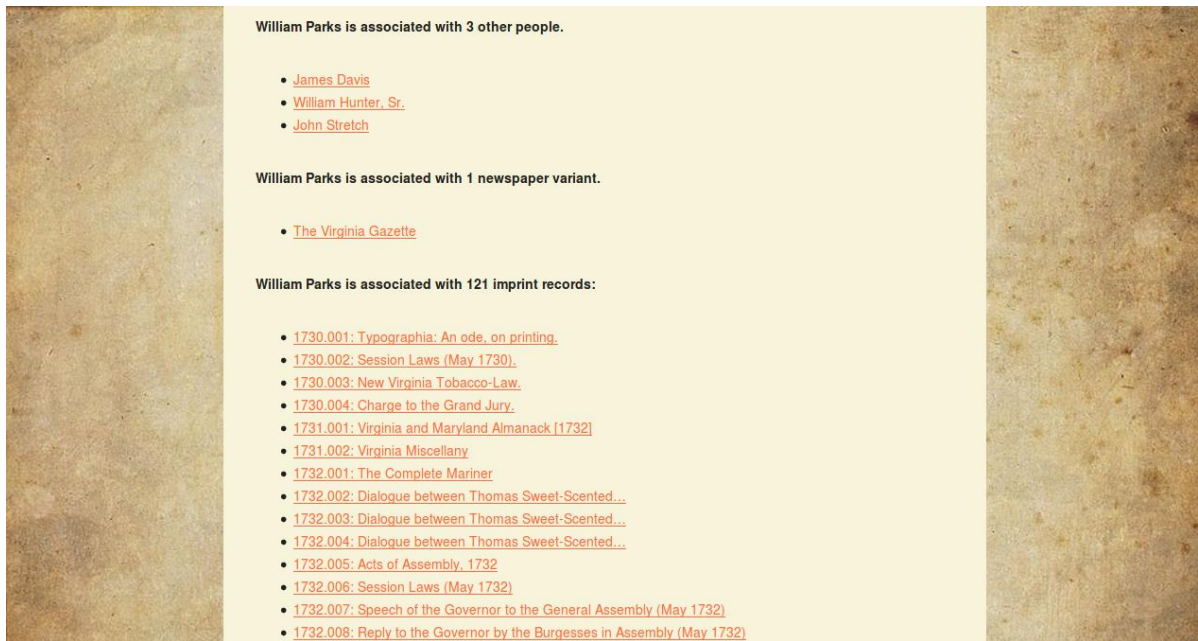 William Parks is associated with 3 other people.
James Davis
William Hunter, Sr.
John Stretch
William Parks is associated with 1 newspaper variant.
The Virginia Gazette
William Parks is associated with 121 imprint records:
1730.001: Typographia: An ode, on printing.
1730.002: Session Laws (May 1730).
1730.003: New Virginia Tobacco-Law.
1730.004: Charge to the Grand Jury.
1731.001: Virginia and Maryland Almanack [1732]
1731.002: Virginia Miscellany
1732.001: The Complete Mariner
1732.002: Dialogue between Thomas Sweet-Scented…
1732.003: Dialogue between Thomas Sweet-Scented…
1732.004: Dialogue between Thomas Sweet-Scented…
1732.005: Acts of Assembly, 1732
1732.006: Session Laws (May 1732)
1732.007: Speech of the Governor to the General Assembly (May 1732)
1732.008: Reply to the Governor by the Burgesses in Assembly (May 1732)